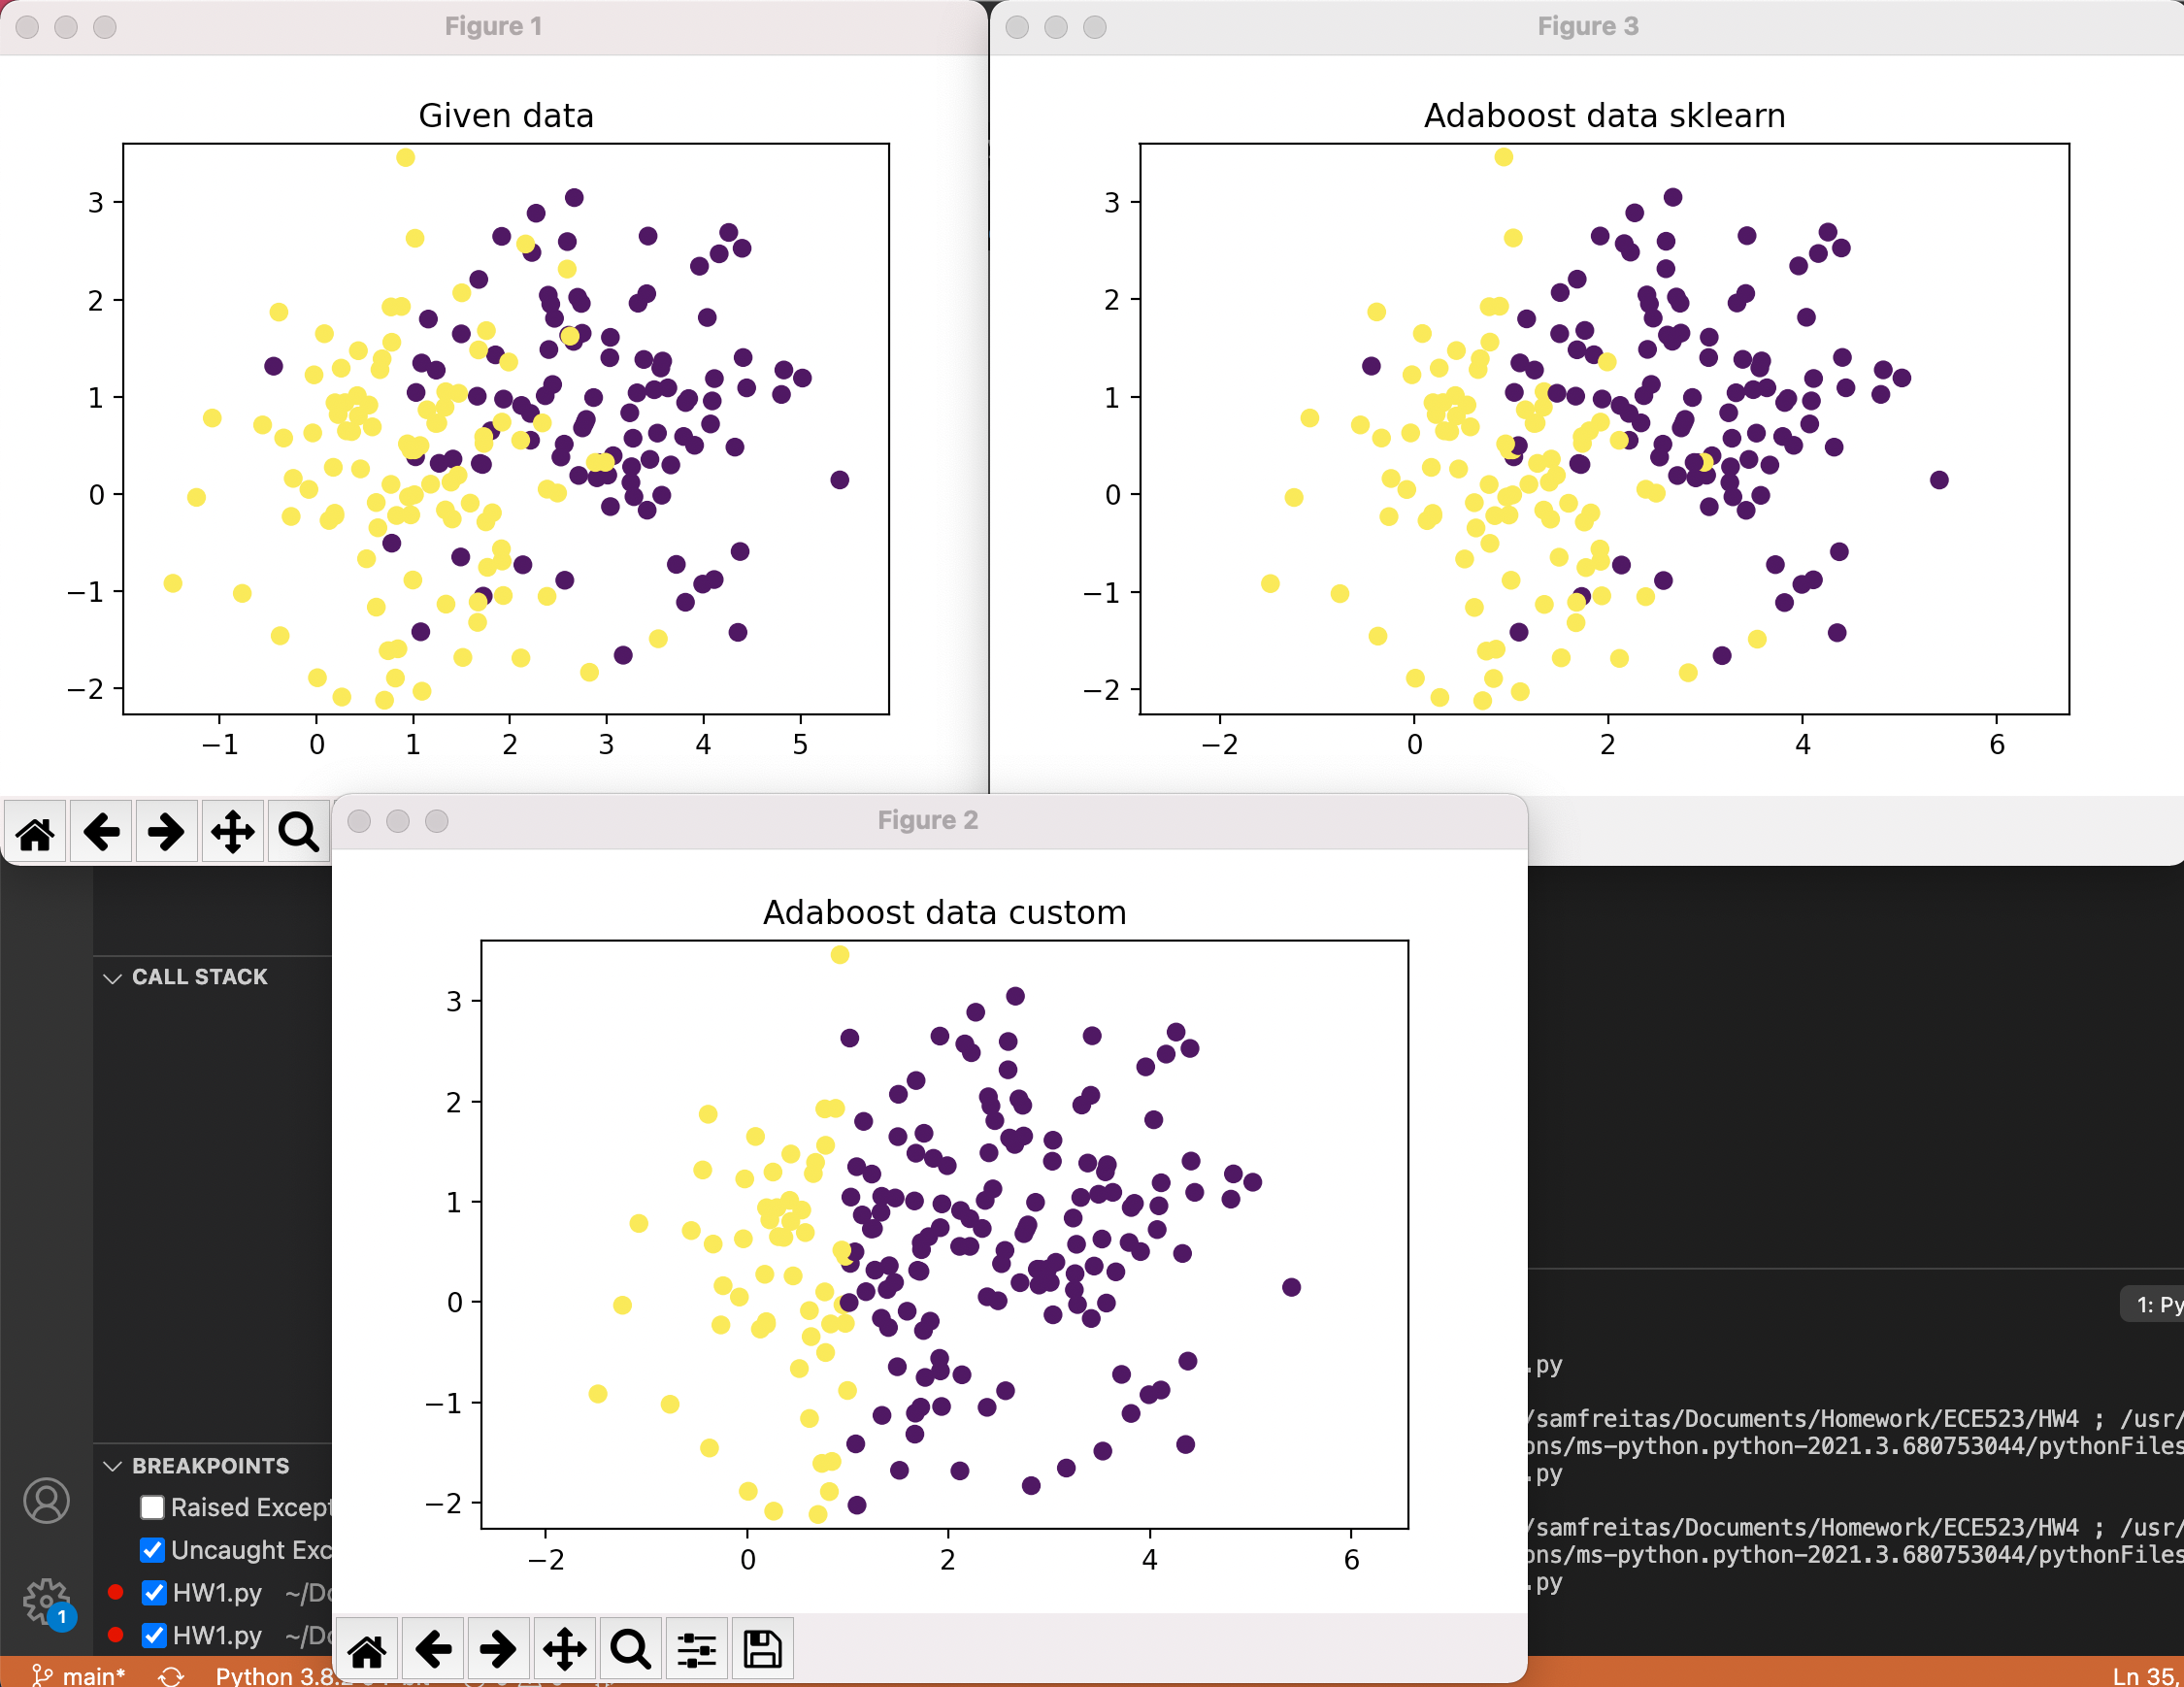 Figure 1
Given data
3
2
1
0
−1
−2
−1 0 1 2 3 4 5
Figure 3
Adaboost data sklearn
3
2
1
0
−1
−2
−2 0 2 4 6
Figure 2
Adaboost data custom
3
2
1
0
−1
−2
−2 0 2 4 6
CALL STACK
BREAKPOINTS
Raised Except
Uncaught Exc
HW1.py ~/Do
HW1.py ~/Do
1
main* Python 3.8.2
1: Py
.py
/samfreitas/Documents/Homework/ECE523/HW4 ; /usr/
ons/ms-python.python-2021.3.680753044/pythonFiles
.py
/samfreitas/Documents/Homework/ECE523/HW4 ; /usr/
ons/ms-python.python-2021.3.680753044/pythonFiles
.py
Ln 35,